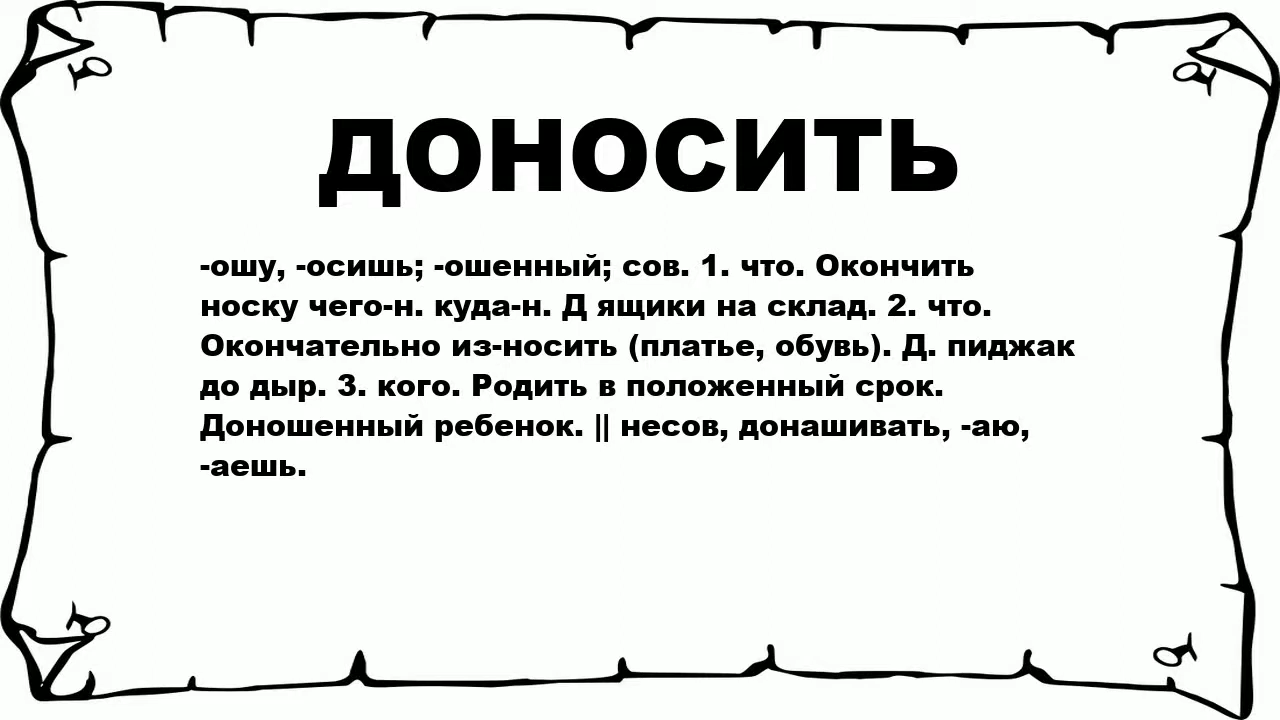 ДОНОСИТЬ
-ошу, -осишь; -ошенный; сов. 1. что. Окончить
носку чего-н. куда-н. Д ящики на склад. 2. что.
Окончательно из-носить (платье, обувь). Д. пиджак
до дыр. 3. кого. Родить в положенный срок.
Доношенный ребенок. || несов, донашивать, -аю,
-аешь.